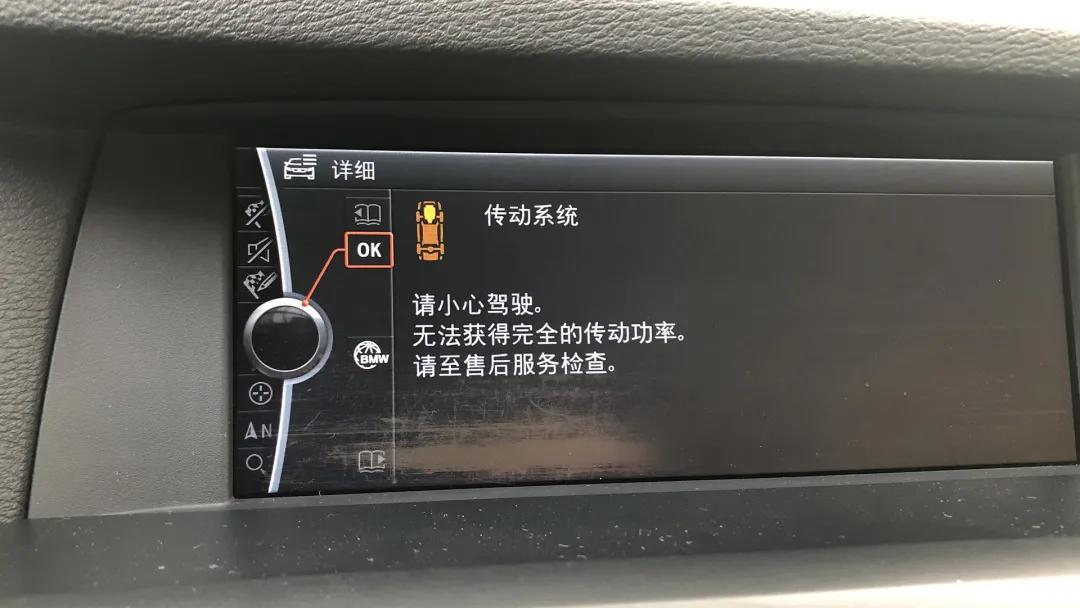 详细
OK
传动系统
请小心驾驶。
无法获得完全的传动功率。
请至售后服务检查。
BMW
N